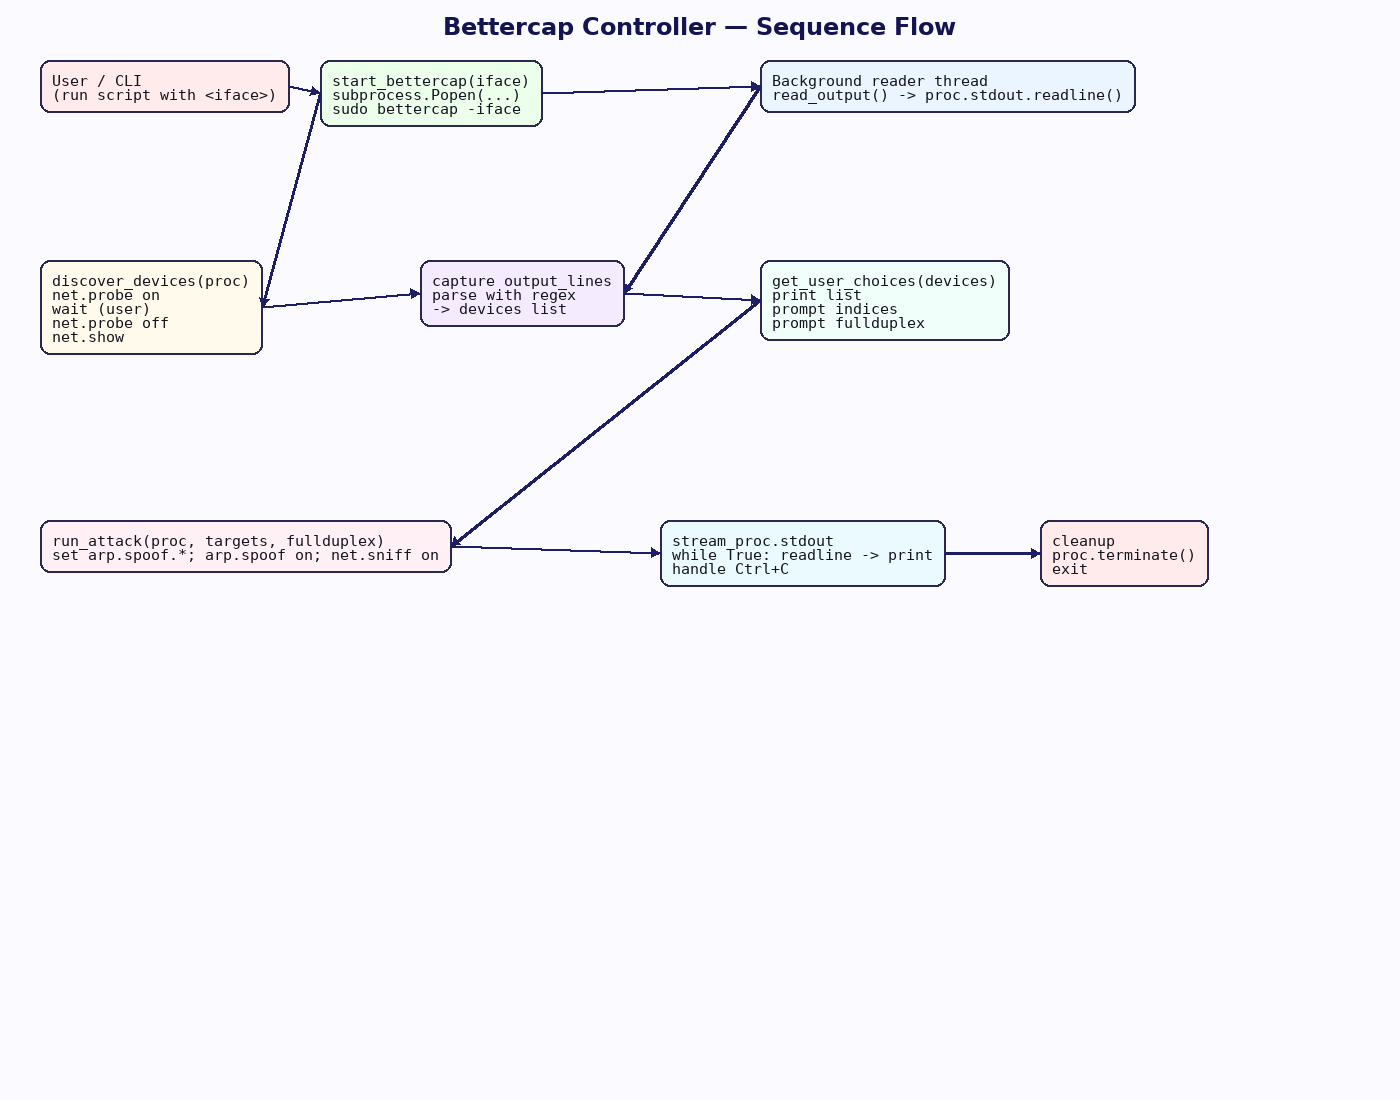 Bettercap Controller — Sequence Flow
User / CLI
(run script with <iface>)
start_bettercap(iface)
subprocess.Popen(...)
sudo bettercap -iface
Background reader thread
read_output() -> proc.stdout.readline()
discover_devices(proc)
net.probe on
wait (user)
net.probe off
net.show
capture output_lines
parse with regex
-> devices list
get_user_choices(devices)
print list
prompt indices
prompt fullduplex
run_attack(proc, targets, fullduplex)
set arp.spoof.*; arp.spoof on; net.sniff on
stream proc.stdout
while True: readline -> print
handle Ctrl+C
cleanup
proc.terminate()
exit